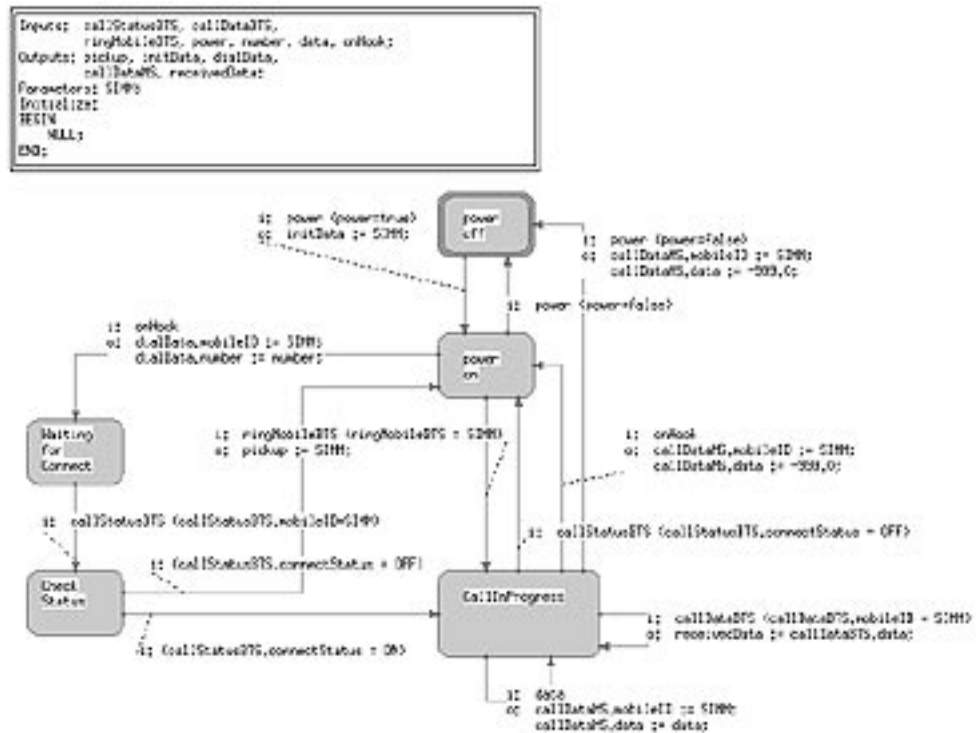 Inputs: callStatusBTS, callDataBTS,
ringMobileBTS, power, number, data, onHook;
Outputs: pickup, initData, dialData,
callDataMS, receivedData;
Parameters: SIMM;
Initialize:
BEGIN
NULL;
END;
i: power (power=true)
o: initData := SIMM;
power
off
i: power (power=false)
o: callDataMS.mobileID := SIMM;
callDataMS.data := -999.0;
i: power (power=false)
i: onHook
o: dialData.mobileID := SIMM;
dialData.number := number;
power
on
Waiting
for
Connect
i: ringMobileBTS (ringMobileBTS = SIMM)
o: pickup := SIMM;
i: onHook
o: callDataMS.mobileID := SIMM;
callDataMS.data := -999.0;
i: callStatusBTS (callStatusBTS.mobileID=SIMM)
i: callStatusBTS (callStatusBTS.connectStatus = OFF)
i: (callStatusBTS.connectStatus = OFF)
Check
Status
CallInProgress
i: callDataBTS (callDataBTS.mobileID = SIMM)
o: receivedData := callDataBTS.data;
i: (callStatusBTS.connectStatus = ON)
i: data
o: callDataMS.mobileID := SIMM;
callDataMS.data := data;